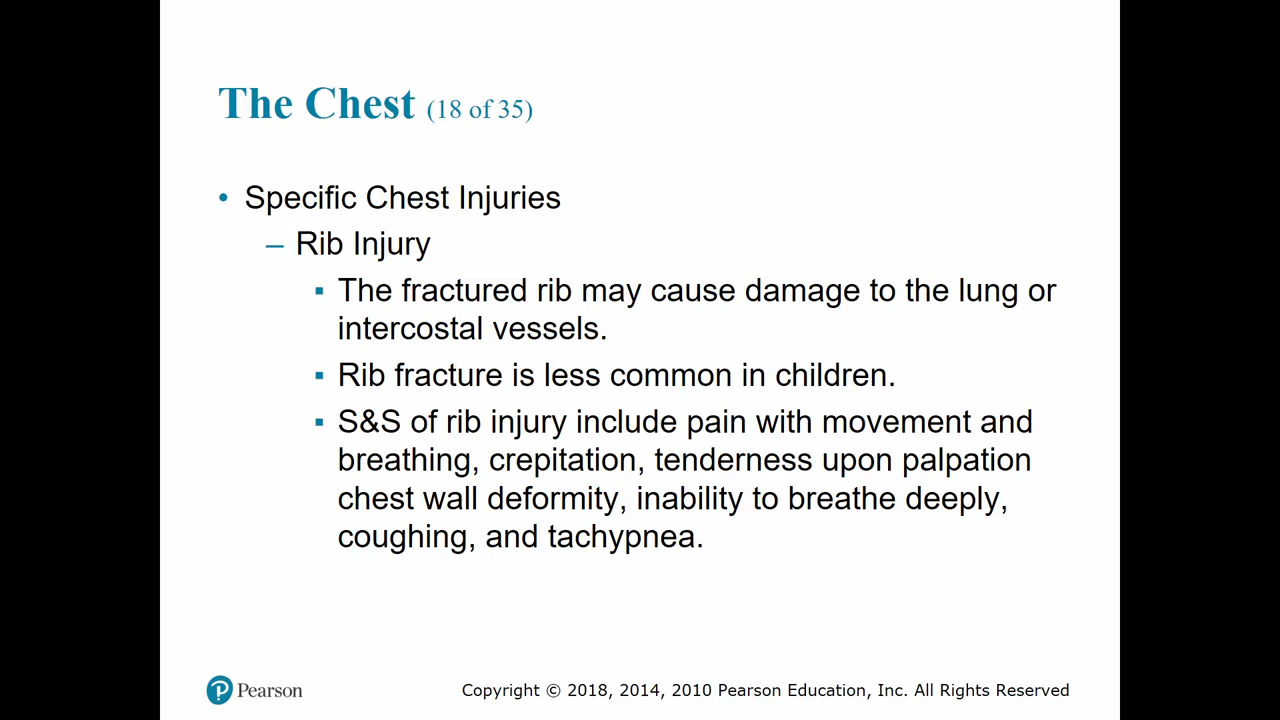 The Chest (18 of 35)
• Specific Chest Injuries
– Rib Injury
▪ The fractured rib may cause damage to the lung or
intercostal vessels.
▪ Rib fracture is less common in children.
▪ S&S of rib injury include pain with movement and
breathing, crepitation, tenderness upon palpation
chest wall deformity, inability to breathe deeply,
coughing, and tachypnea.
P Pearson
Copyright © 2018, 2014, 2010 Pearson Education, Inc. All Rights Reserved